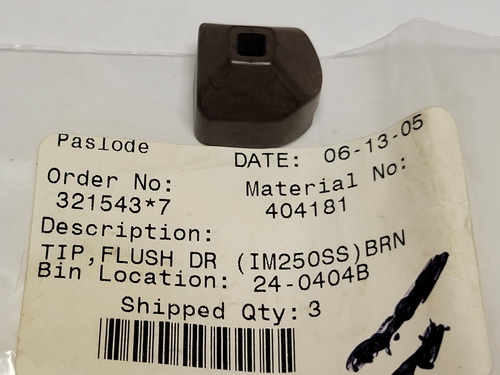 Paslode
DATE: 06-13-05
Order No: Material No:
321543*7 404181
Description:
TIP,FLUSH DR (IM250SS)BRN
Bin Location: 24-0404B
Shipped Qty: 3